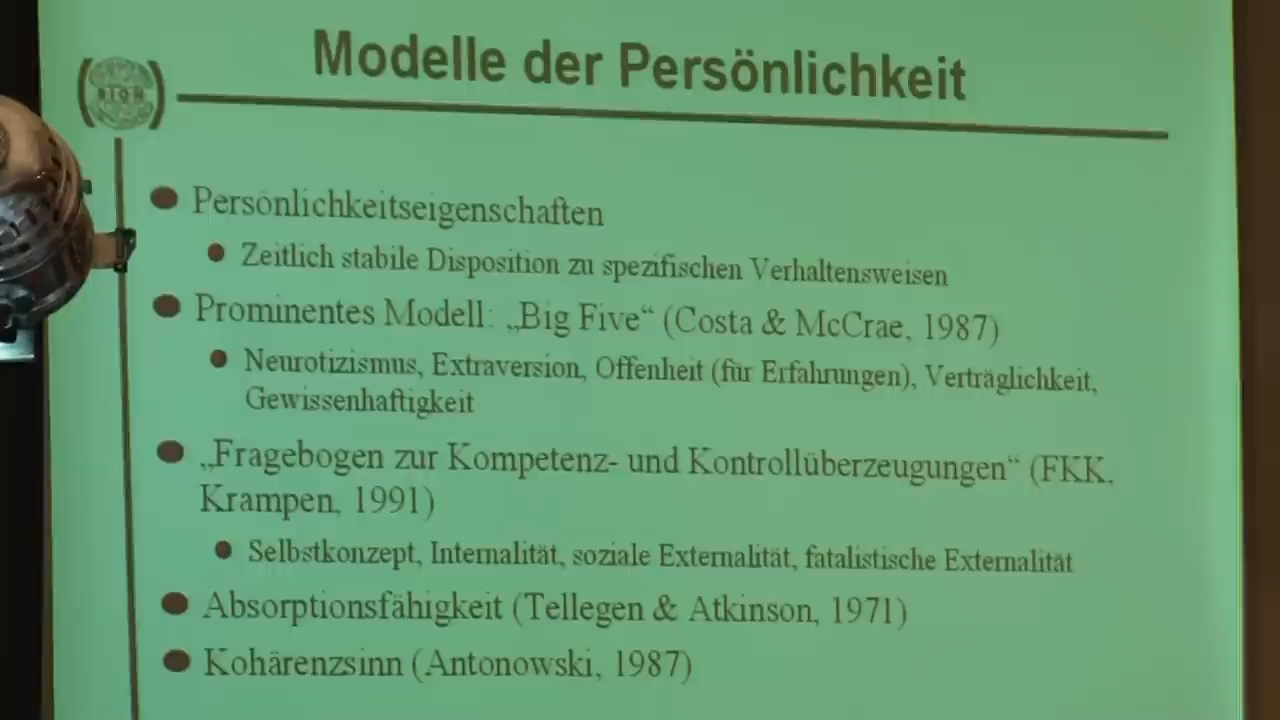 Modelle der Persönlichkeit
Persönlichkeitseigenschaften
Zeitlich stabile Disposition zu spezifischen Verhaltensweisen
Prominentes Modell: „Big Five“ (Costa & McCrae, 1987)
Neurotizismus, Extraversion, Offenheit (für Erfahrungen), Verträglichkeit,
Gewissenhaftigkeit
„Fragebogen zur Kompetenz- und Kontrollüberzeugungen“ (FKK,
Krampen, 1991)
Selbstkonzept, Internalität, soziale Externalität, fatalistische Externalität
Absorptionsfähigkeit (Tellegen & Atkinson, 1971)
Kohärenzsinn (Antonowski, 1987)